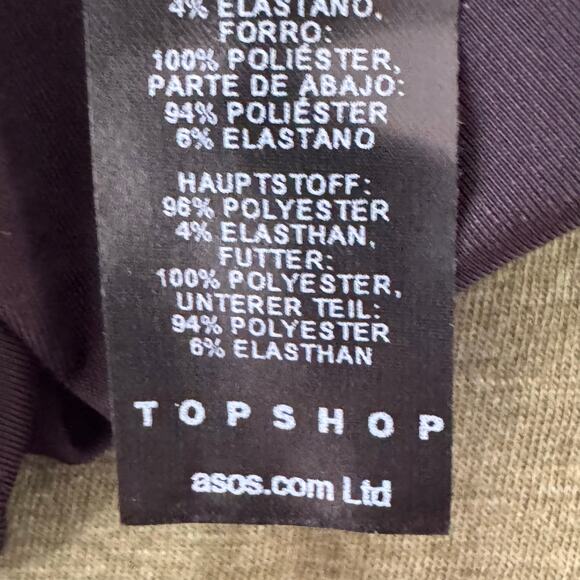 4% ELASTANO.
FORRO:
100% POLIÉSTER,
PARTE DE ABAJO:
94% POLIÉSTER
6% ELASTANO
HAUPTSTOFF:
96% POLYESTER
4% ELASTHAN,
FUTTER:
100% POLYESTER,
UNTERER TEIL:
94% POLYESTER
6% ELASTHAN
TOPSHOP
asos.com Ltd